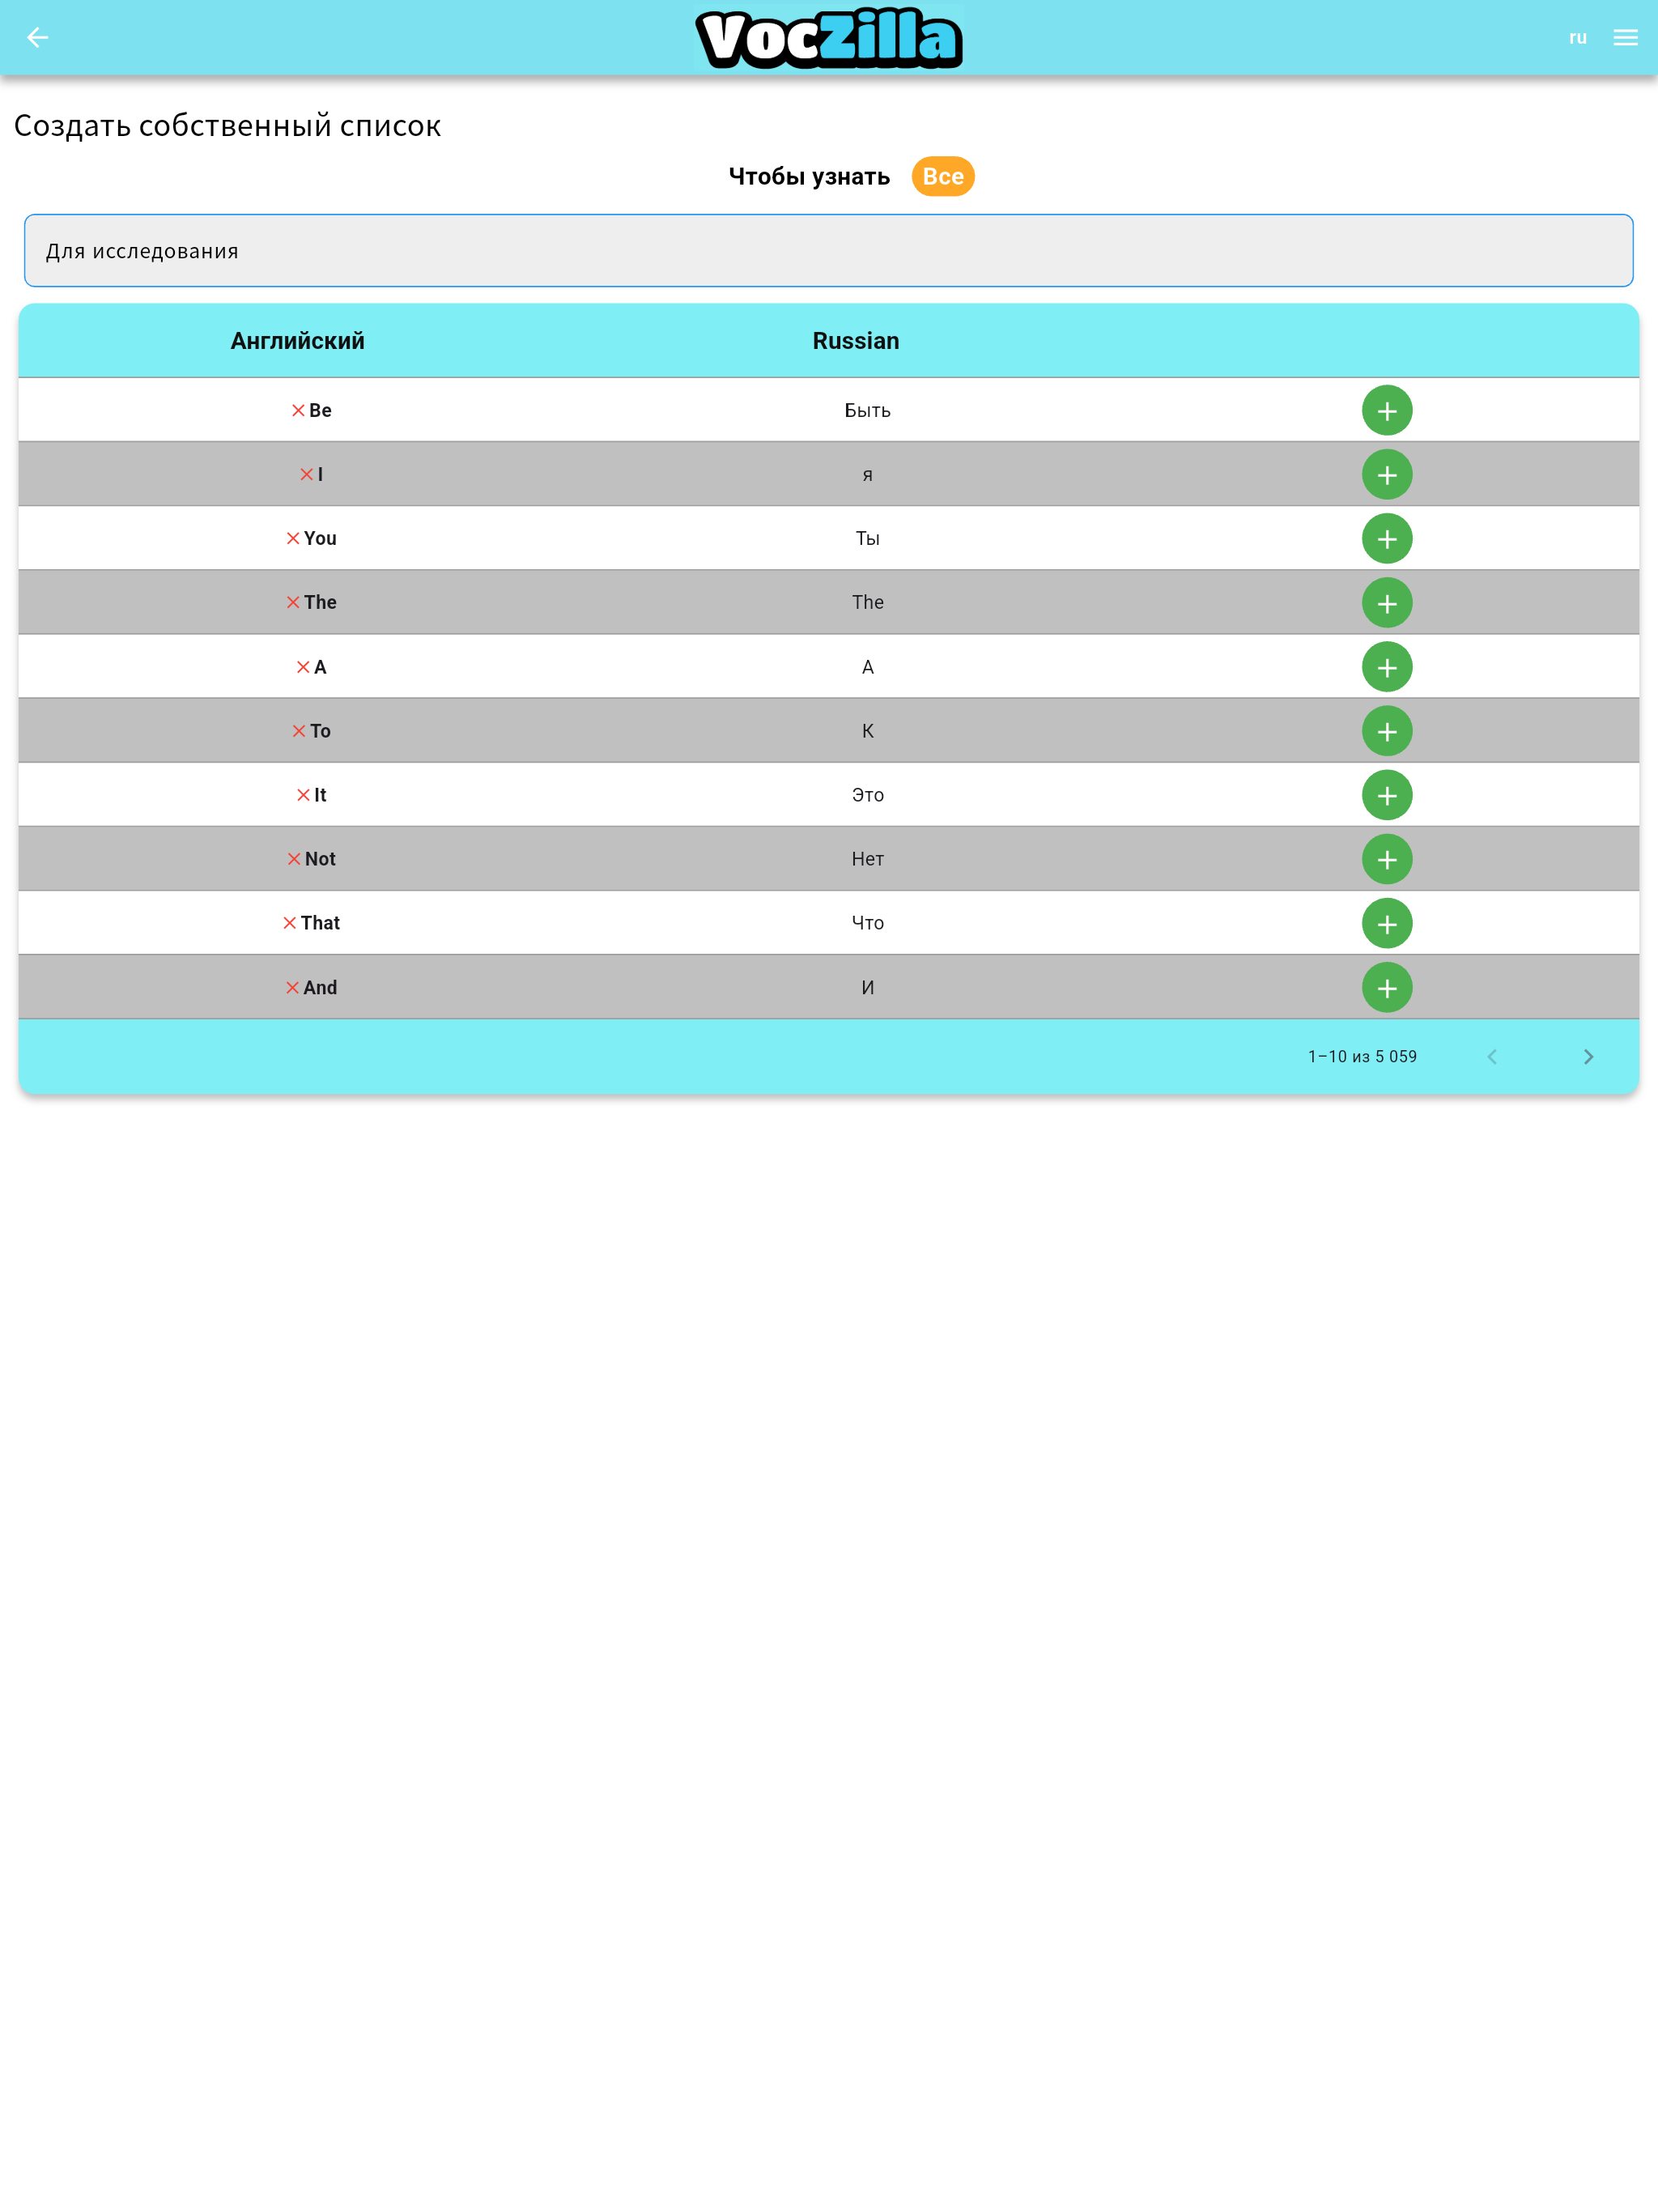 VocZilla
ru
Создать собственный список
Чтобы узнать Все
Для исследования
Английский Russian
Be Быть
I я
You Ты
The The
A А
To К
It Это
Not Нет
That Что
And И
1–10 из 5 059